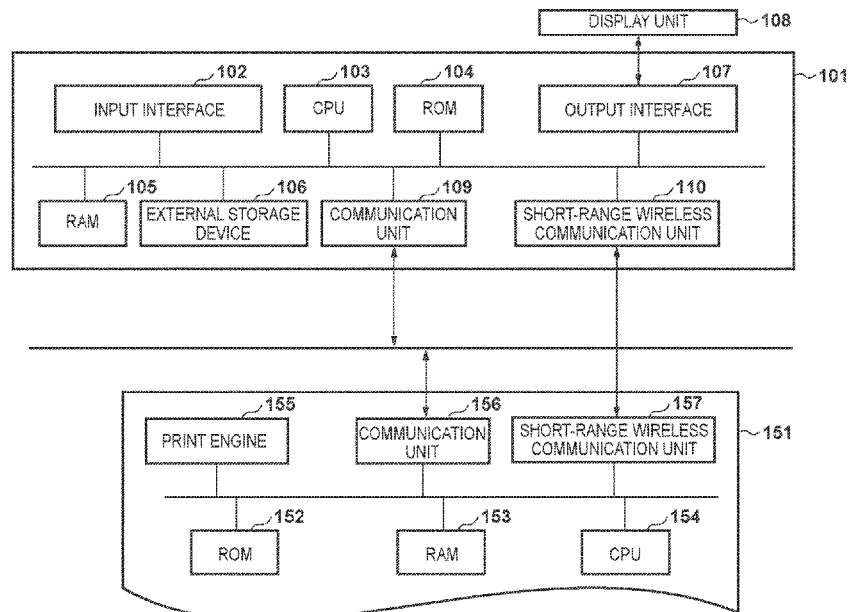 DISPLAY UNIT 108
101
102 103 104 107
INPUT INTERFACE CPU ROM OUTPUT INTERFACE
105 106 109 110
RAM EXTERNAL STORAGE DEVICE COMMUNICATION UNIT SHORT-RANGE WIRELESS COMMUNICATION UNIT
155 156 157
PRINT ENGINE COMMUNICATION UNIT SHORT-RANGE WIRELESS COMMUNICATION UNIT 151
152 153 154
ROM RAM CPU